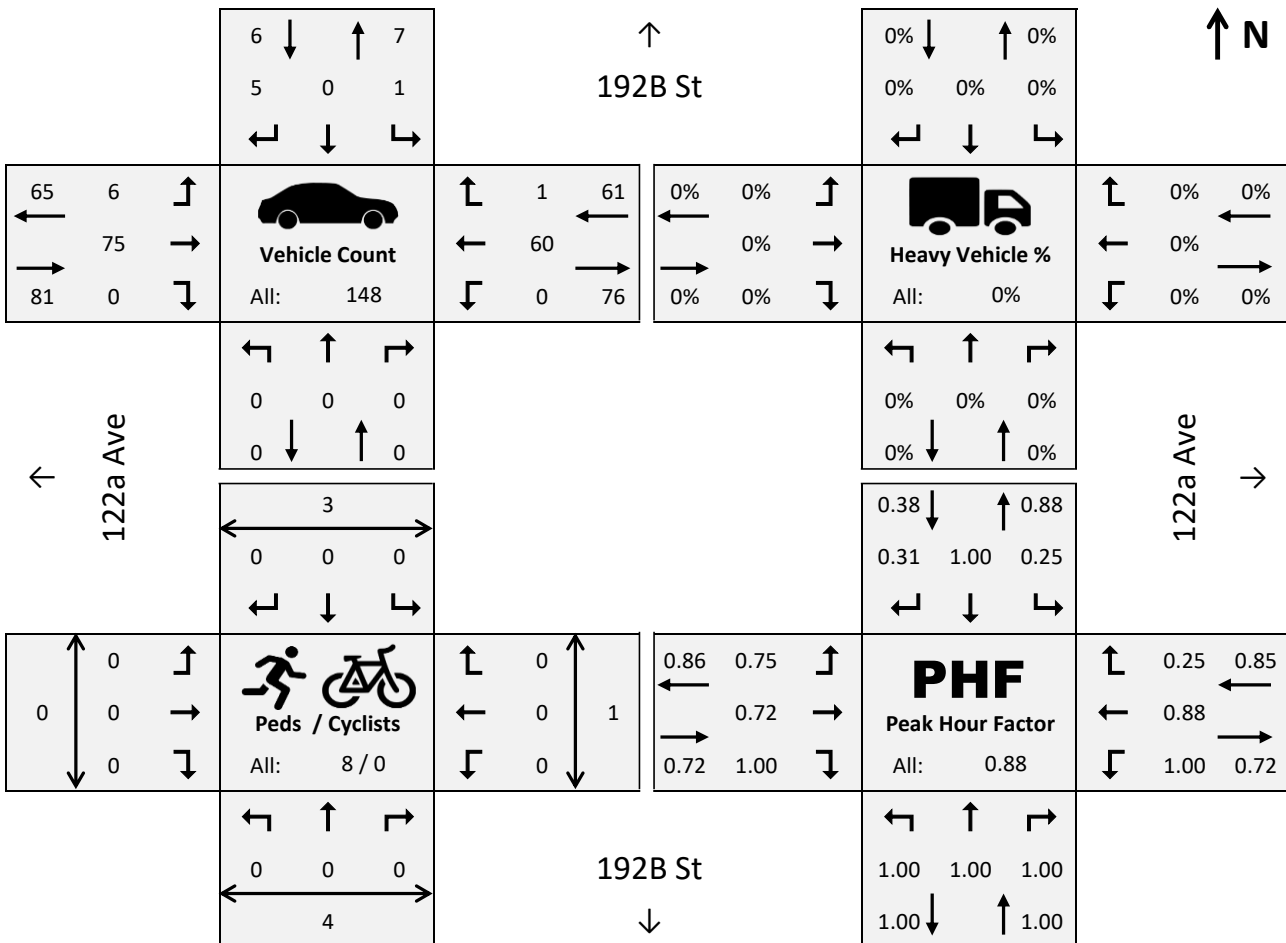 6 7 0% 0% N
192B St
5 0 1 0% 0% 0%
65 6 1 61 0% 0% 0% 0%
75 60 0% 0%
Vehicle Count Heavy Vehicle %
81 0 All: 148 0 76 0% 0% All: 0% 0% 0%
0 0 0 0% 0% 0%
0 0 0% 0%
122a Ave 122a Ave
3 0.38 0.88
0 0 0 0.31 1.00 0.25
0 0 0.86 0.75 PHF 0.25 0.85
0 0 0 1 0.72 0.88
Peds / Cyclists Peak Hour Factor
0 All: 8 / 0 0 0.72 1.00 All: 0.88 1.00 0.72
0 0 0 192B St 1.00 1.00 1.00
4 1.00 1.00